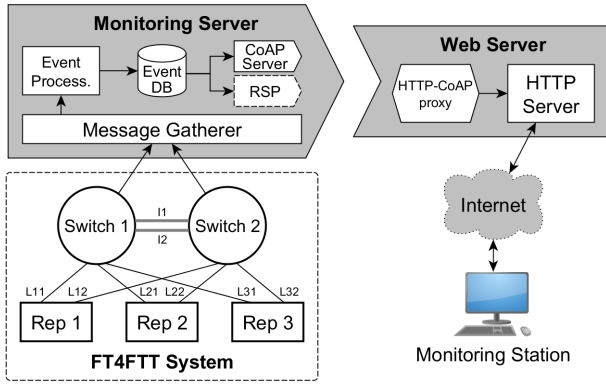 Monitoring Server
Event
Process.
Event
DB
CoAP
Server
RSP
Message Gatherer
Web Server
HTTP-CoAP
proxy
HTTP
Server
Switch 1
I1
I2
Switch 2
L11
L12
L21
L22
L31
L32
Rep 1
Rep 2
Rep 3
FT4FTT System
Internet
Monitoring Station